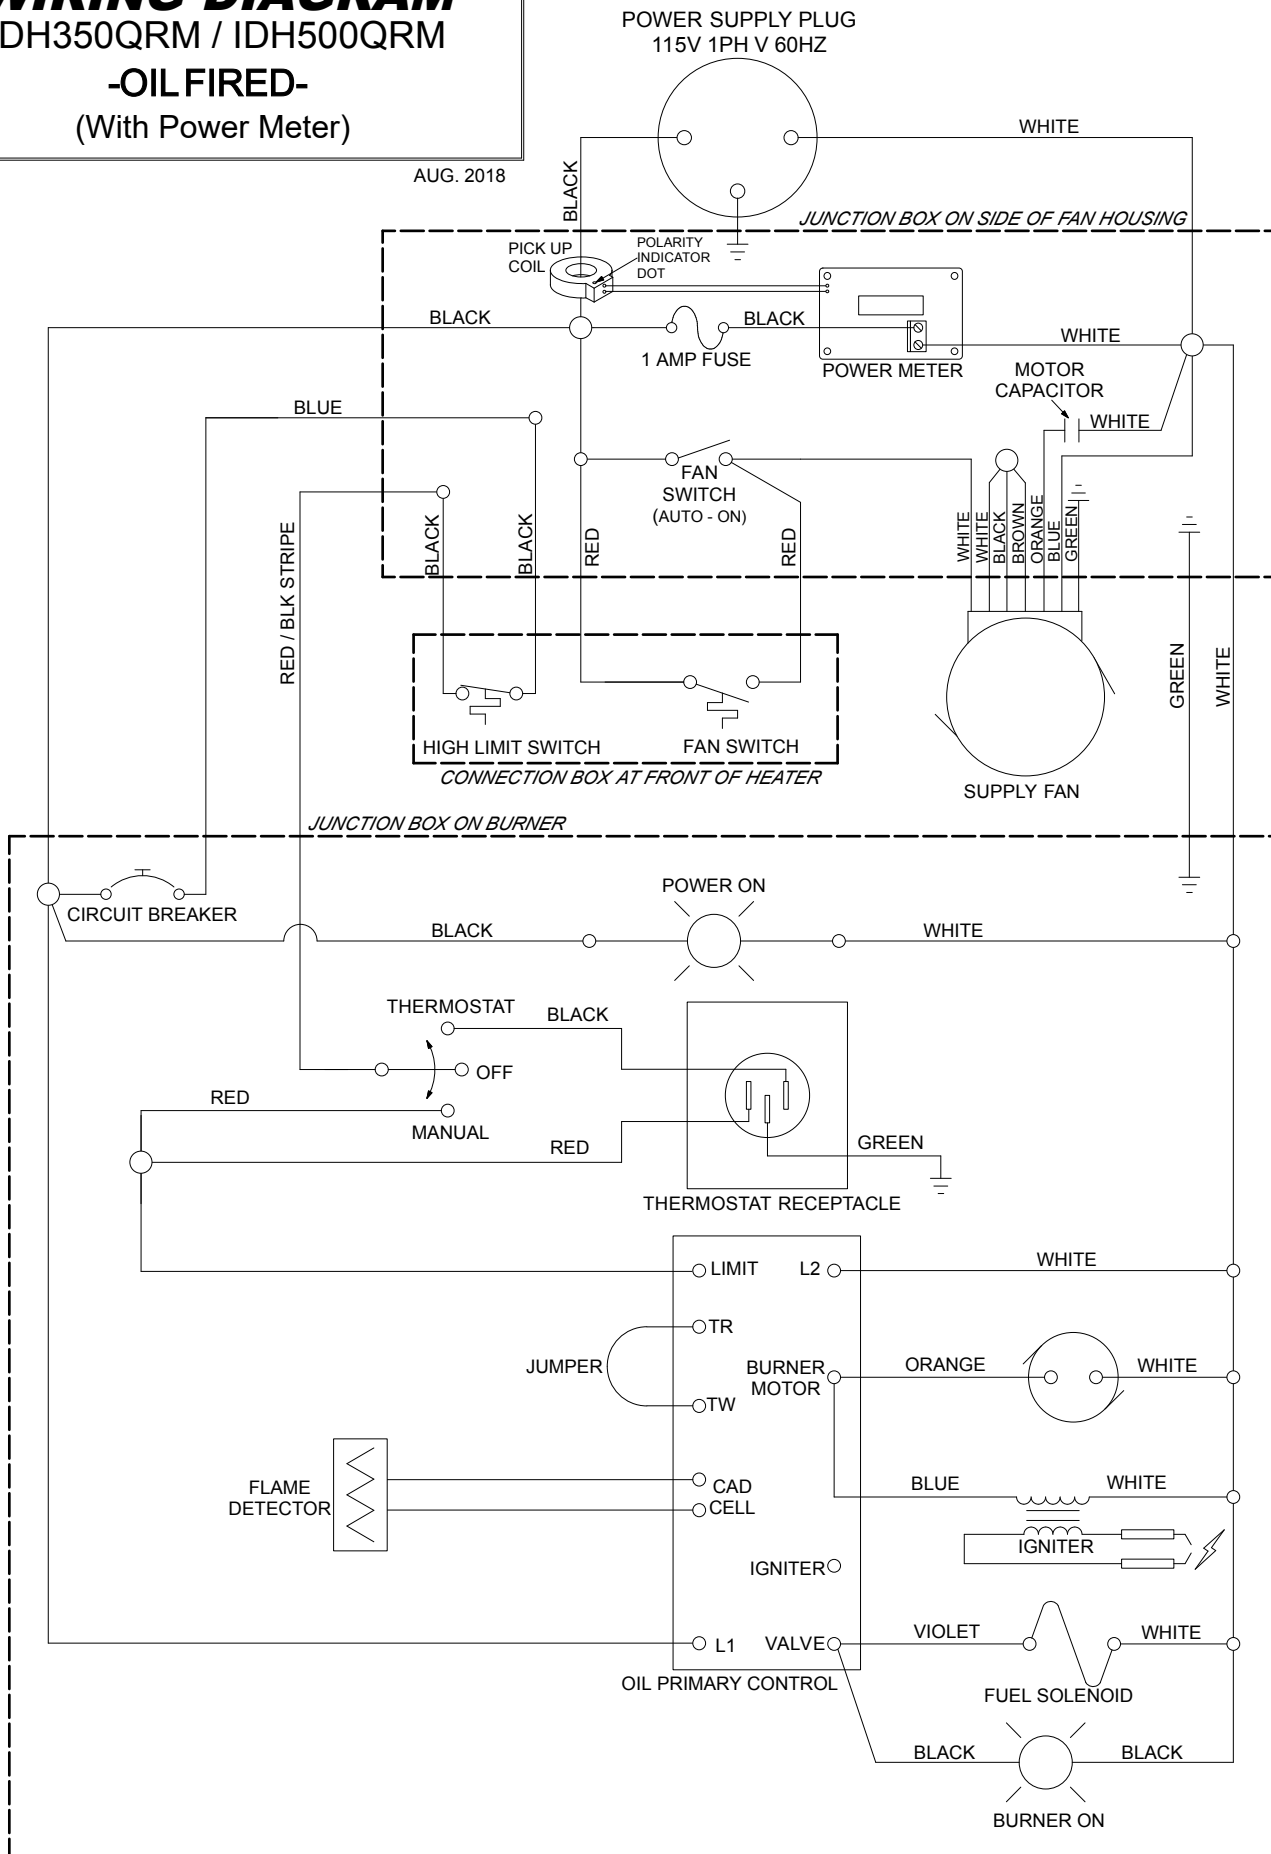 WIRING DIAGRAM
IDH350QRM / IDH500QRM
-OIL FIRED-
(With Power Meter)
AUG. 2018
POWER SUPPLY PLUG
115V 1PH V 60HZ
WHITE
BLACK
JUNCTION BOX ON SIDE OF FAN HOUSING
PICK UP
COIL
POLARITY
INDICATOR
DOT
BLACK
BLACK
1 AMP FUSE
POWER METER
WHITE
MOTOR
CAPACITOR
WHITE
BLUE
FAN
SWITCH
(AUTO - ON)
RED / BLK STRIPE
BLACK
BLACK
RED
RED
WHITE
WHITE
BLACK
BROWN
ORANGE
BLUE
GREEN
GREEN
WHITE
HIGH LIMIT SWITCH
FAN SWITCH
CONNECTION BOX AT FRONT OF HEATER
SUPPLY FAN
JUNCTION BOX ON BURNER
CIRCUIT BREAKER
POWER ON
BLACK
WHITE
THERMOSTAT
BLACK
OFF
RED
MANUAL
RED
GREEN
THERMOSTAT RECEPTACLE
LIMIT
L2
WHITE
TR
JUMPER
BURNER
MOTOR
ORANGE
WHITE
TW
FLAME
DETECTOR
CAD
CELL
BLUE
WHITE
IGNITER
IGNITER
L1
VALVE
VIOLET
WHITE
OIL PRIMARY CONTROL
FUEL SOLENOID
BLACK
BLACK
BURNER ON